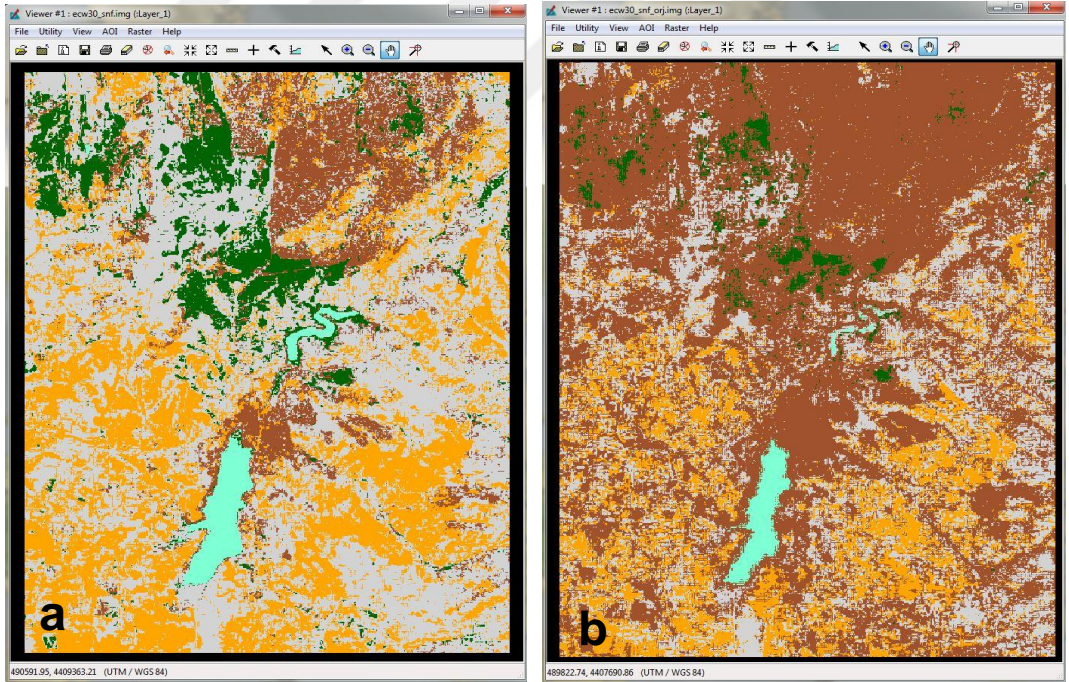 Viewer #1 : ecw30_snf.img (:Layer_1)
File Utility View AOI Raster Help
a
490591.95, 4409363.21 (UTM / WGS 84)
Viewer #1 : ecw30_snf_orj.img (:Layer_1)
File Utility View AOI Raster Help
b
489822.74, 4407690.86 (UTM / WGS 84)